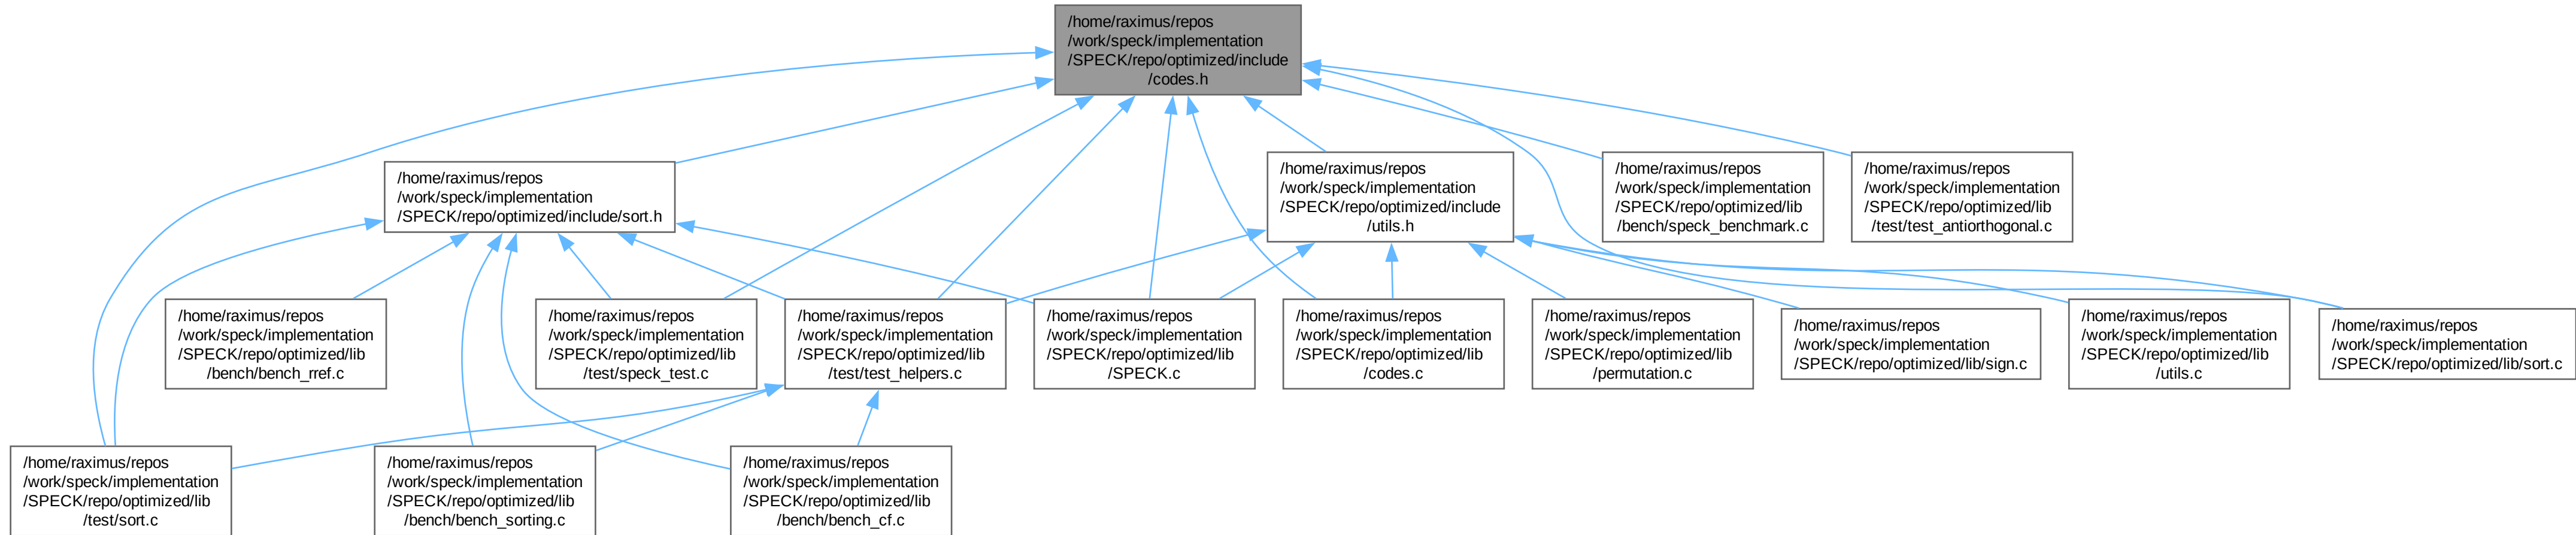 /home/raximus/repos
/work/speck/implementation
/SPECK/repo/optimized/include
/codes.h
/home/raximus/repos
/work/speck/implementation
/SPECK/repo/optimized/include/sort.h
/home/raximus/repos
/work/speck/implementation
/SPECK/repo/optimized/include
/utils.h
/home/raximus/repos
/work/speck/implementation
/SPECK/repo/optimized/lib
/bench/speck_benchmark.c
/home/raximus/repos
/work/speck/implementation
/SPECK/repo/optimized/lib
/test/test_antiorthogonal.c
/home/raximus/repos
/work/speck/implementation
/SPECK/repo/optimized/lib
/bench/bench_rref.c
/home/raximus/repos
/work/speck/implementation
/SPECK/repo/optimized/lib
/test/speck_test.c
/home/raximus/repos
/work/speck/implementation
/SPECK/repo/optimized/lib
/test/test_helpers.c
/home/raximus/repos
/work/speck/implementation
/SPECK/repo/optimized/lib
/SPECK.c
/home/raximus/repos
/work/speck/implementation
/SPECK/repo/optimized/lib
/codes.c
/home/raximus/repos
/work/speck/implementation
/SPECK/repo/optimized/lib
/permutation.c
/home/raximus/repos
/work/speck/implementation
/SPECK/repo/optimized/lib/sign.c
/home/raximus/repos
/work/speck/implementation
/SPECK/repo/optimized/lib
/utils.c
/home/raximus/repos
/work/speck/implementation
/SPECK/repo/optimized/lib/sort.c
/home/raximus/repos
/work/speck/implementation
/SPECK/repo/optimized/lib
/test/sort.c
/home/raximus/repos
/work/speck/implementation
/SPECK/repo/optimized/lib
/bench/bench_sorting.c
/home/raximus/repos
/work/speck/implementation
/SPECK/repo/optimized/lib
/bench/bench_cf.c